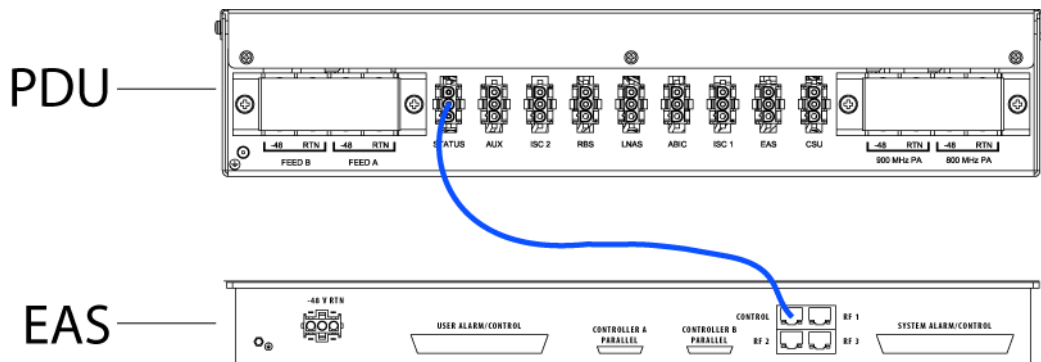 PDU
STATUS AUX ISC 2 RBS LNAS ABIC ISC 1 EAS CSU
-48 RTN -48 RTN -48 RTN -48 RTN
FEED B FEED A 900 MHz PA 800 MHz PA
EAS
-48 V RTN
USER ALARM/CONTROL
CONTROLLER A
PARALLEL
CONTROLLER B
PARALLEL
CONTROL RF 1
RF 2 RF 3
SYSTEM ALARM/CONTROL